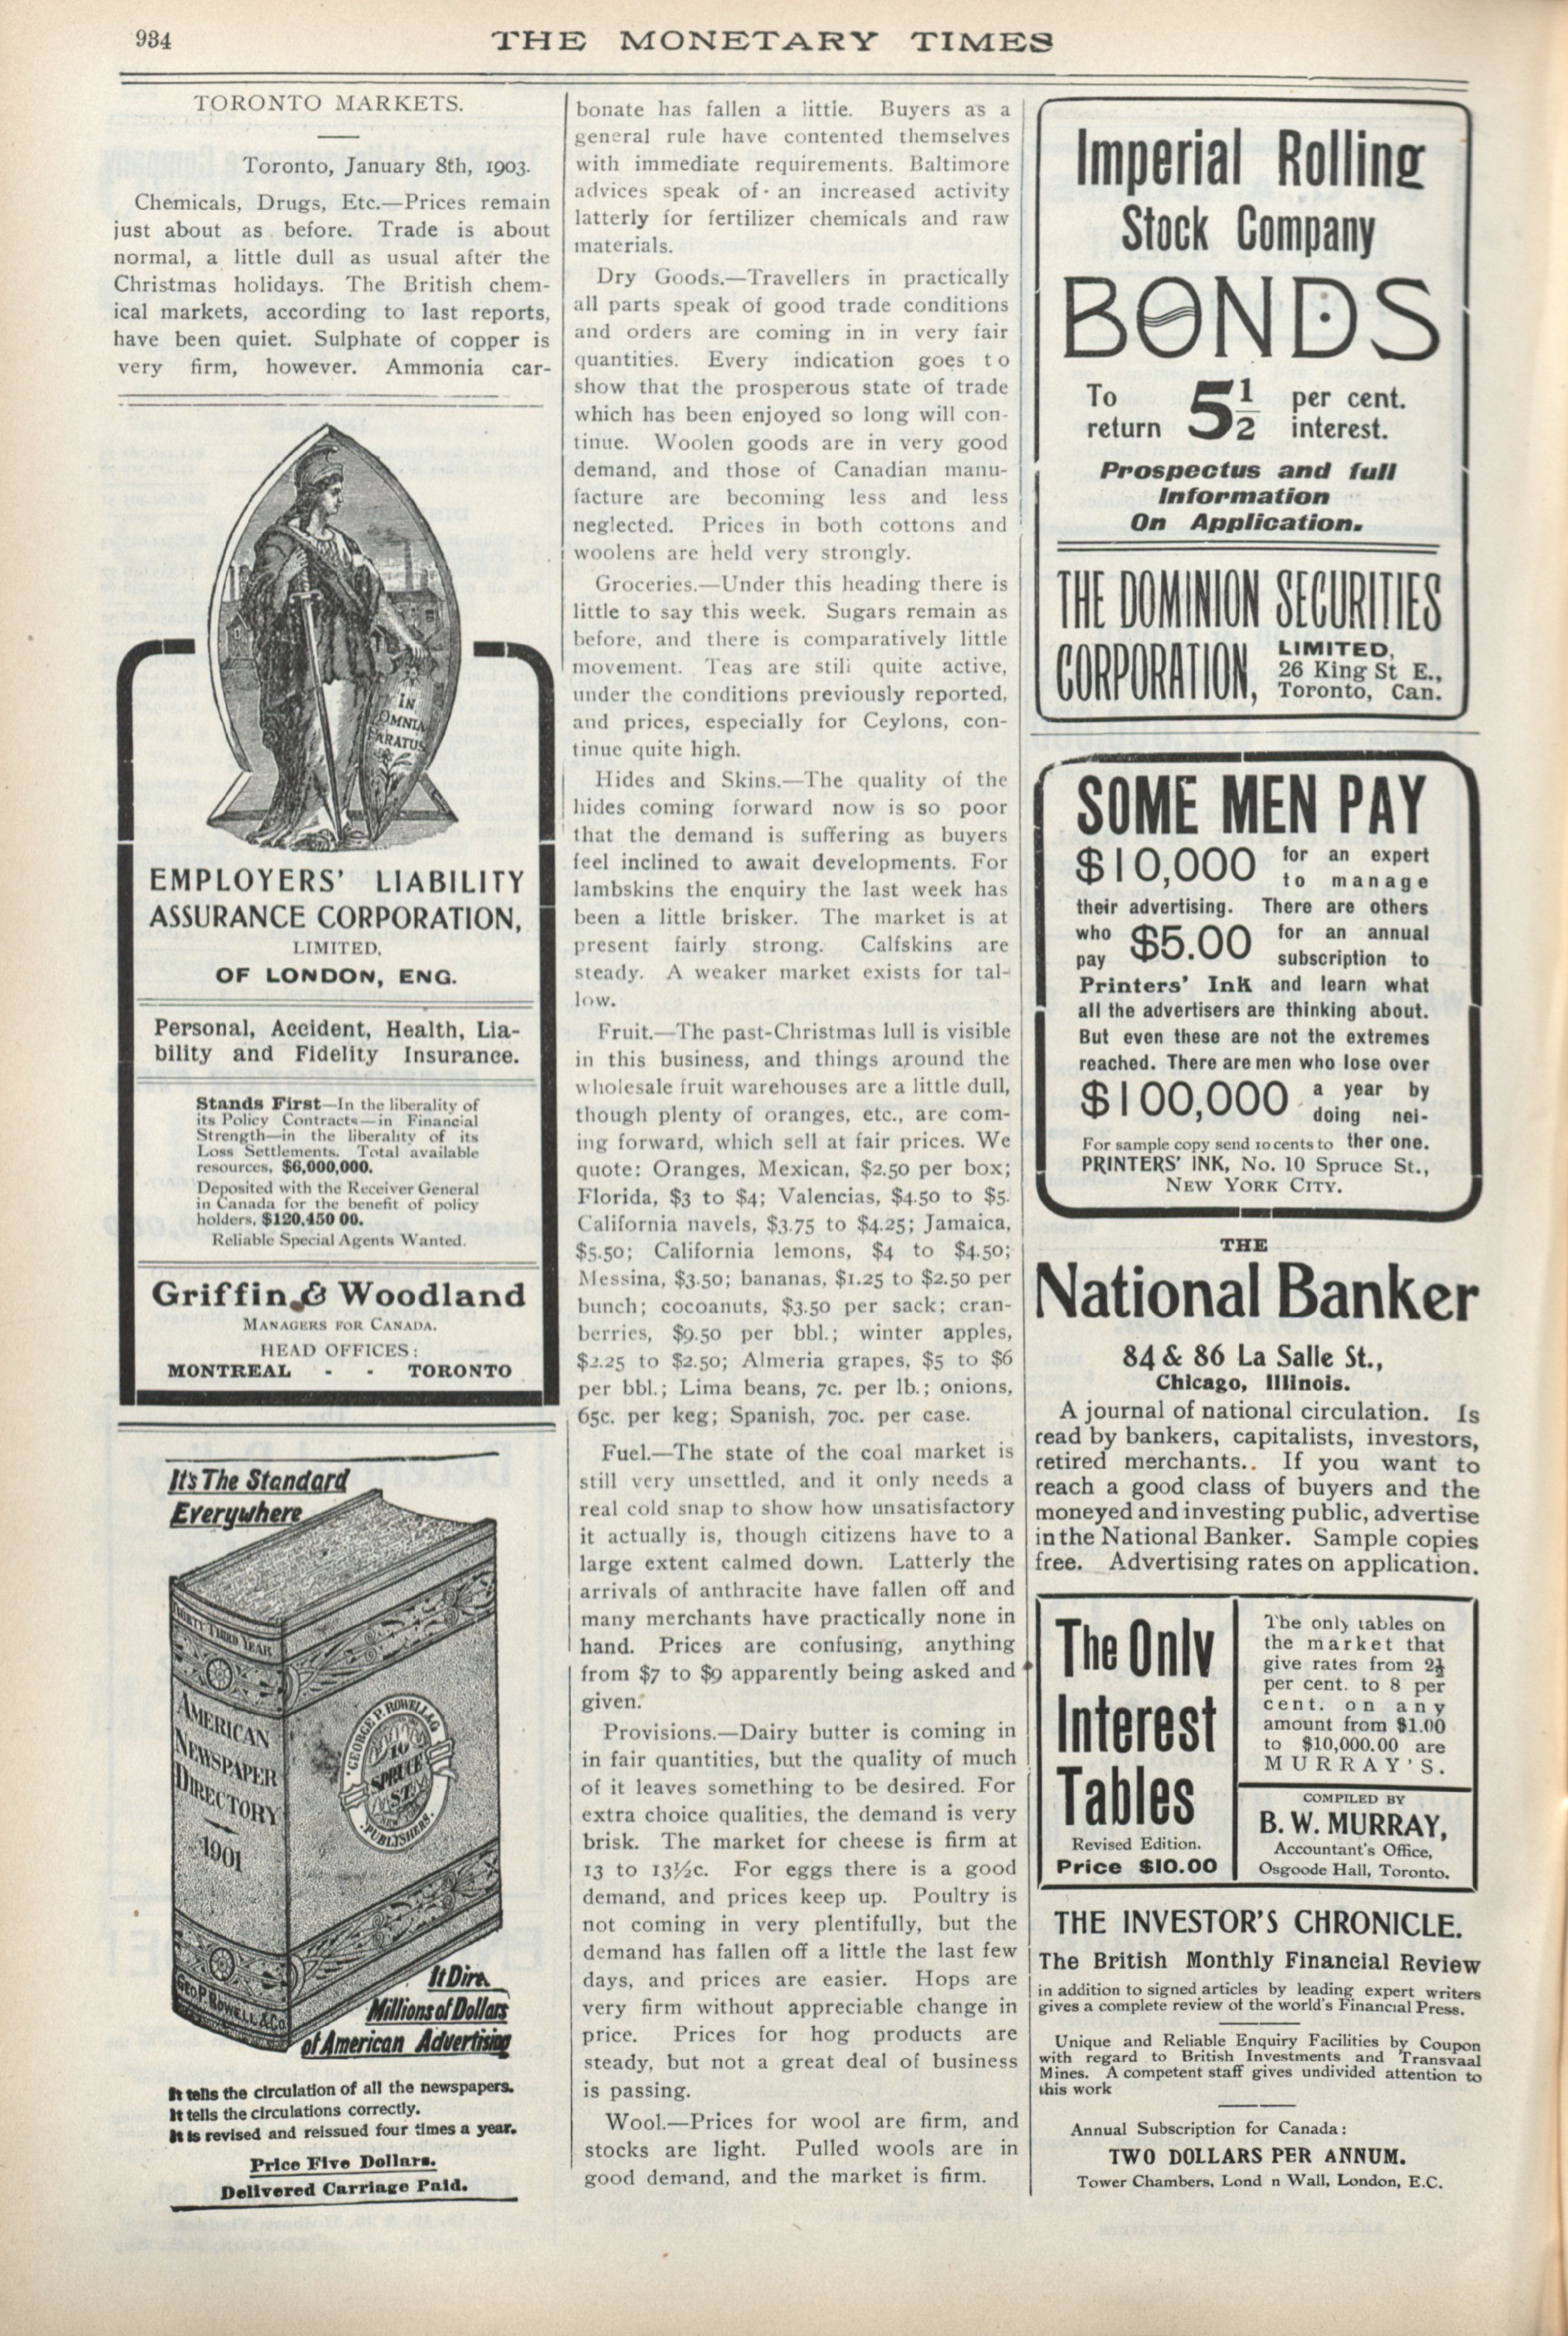 934
THE MONETARY TIMES
TORONTO MARKETS.
Toronto, January 8th, 1903.
Chemicals, Drugs, Etc.—Prices remain
just about as before. Trade is about
normal, a little dull as usual after the
Christmas holidays. The British chem-
ical markets, according to last reports,
have been quiet. Sulphate of copper is
very firm, however. Ammonia car-
IN
OMNIA
PARATUS
EMPLOYERS' LIABILITY
ASSURANCE CORPORATION,
LIMITED,
OF LONDON, ENG.
Personal, Accident, Health, Lia-
bility and Fidelity Insurance.
Stands First—In the liberality of
its Policy Contracts—in Financial
Strength—in the liberality of its
Loss Settlements. Total available
resources, $6,000,000.
Deposited with the Receiver General
in Canada for the benefit of policy
holders, $120,450 00.
Reliable Special Agents Wanted.
Griffin & Woodland
MANAGERS FOR CANADA.
HEAD OFFICES:
MONTREAL - - TORONTO
It's The Standard
Everywhere
THIRTY THIRD YEAR
AMERICAN
NEWSPAPER
DIRECTORY
1901
GEO P. ROWELL & Co.
GEORGE P. ROWELL & Co
10
SPRUCE
ST.
NEW
PUBLISHERS.
It Dire
Millions of Dollars
of American Advertising
It tells the circulation of all the newspapers.
It tells the circulations correctly.
It is revised and reissued four times a year.
Price Five Dollars.
Delivered Carriage Paid.
bonate has fallen a little. Buyers as a
general rule have contented themselves
with immediate requirements. Baltimore
advices speak of an increased activity
latterly for fertilizer chemicals and raw
materials.
Dry Goods.—Travellers in practically
all parts speak of good trade conditions
and orders are coming in in very fair
quantities. Every indication goes to
show that the prosperous state of trade
which has been enjoyed so long will con-
tinue. Woolen goods are in very good
demand, and those of Canadian manu-
facture are becoming less and less
neglected. Prices in both cottons and
woolens are held very strongly.
Groceries.—Under this heading there is
little to say this week. Sugars remain as
before, and there is comparatively little
movement. Teas are still quite active,
under the conditions previously reported,
and prices, especially for Ceylons, con-
tinue quite high.
Hides and Skins.—The quality of the
hides coming forward now is so poor
that the demand is suffering as buyers
feel inclined to await developments. For
lambskins the enquiry the last week has
been a little brisker. The market is at
present fairly strong. Calfskins are
steady. A weaker market exists for tal-
low.
Fruit.—The past-Christmas lull is visible
in this business, and things around the
wholesale fruit warehouses are a little dull,
though plenty of oranges, etc., are com-
ing forward, which sell at fair prices. We
quote: Oranges, Mexican, $2.50 per box;
Florida, $3 to $4; Valencias, $4.50 to $5.
California navels, $3.75 to $4.25; Jamaica,
$5.50; California lemons, $4 to $4.50;
Messina, $3.50; bananas, $1.25 to $2.50 per
bunch; cocoanuts, $3.50 per sack; cran-
berries, $9.50 per bbl.; winter apples,
$2.25 to $2.50; Almeria grapes, $5 to $6
per bbl.; Lima beans, 7c. per lb.; onions,
65c. per keg; Spanish, 70c. per case.
Fuel.—The state of the coal market is
still very unsettled, and it only needs a
real cold snap to show how unsatisfactory
it actually is, though citizens have to a
large extent calmed down. Latterly the
arrivals of anthracite have fallen off and
many merchants have practically none in
hand. Prices are confusing, anything
from $7 to $9 apparently being asked and
given.
Provisions.—Dairy butter is coming in
in fair quantities, but the quality of much
of it leaves something to be desired. For
extra choice qualities, the demand is very
brisk. The market for cheese is firm at
13 to 13½c. For eggs there is a good
demand, and prices keep up. Poultry is
not coming in very plentifully, but the
demand has fallen off a little the last few
days, and prices are easier. Hops are
very firm without appreciable change in
price. Prices for hog products are
steady, but not a great deal of business
is passing.
Wool.—Prices for wool are firm, and
stocks are light. Pulled wools are in
good demand, and the market is firm.
Imperial Rolling
Stock Company
BONDS
To return 5½ per cent. interest.
Prospectus and full
Information
On Application.
THE DOMINION SECURITIES
CORPORATION, LIMITED,
26 King St E.,
Toronto, Can.
SOME MEN PAY
$10,000 for an expert
to manage
their advertising. There are others
who pay $5.00 for an annual
subscription to
Printers' Ink and learn what
all the advertisers are thinking about.
But even these are not the extremes
reached. There are men who lose over
$100,000 a year by
doing nei-
For sample copy send 10 cents to ther one.
PRINTERS' INK, No. 10 Spruce St.,
NEW YORK CITY.
THE
National Banker
84 & 86 La Salle St.,
Chicago, Illinois.
A journal of national circulation. Is
read by bankers, capitalists, investors,
retired merchants.. If you want to
reach a good class of buyers and the
moneyed and investing public, advertise
in the National Banker. Sample copies
free. Advertising rates on application.
The Only
Interest
Tables
Revised Edition.
Price $10.00
The only tables on
the market that
give rates from 2½
per cent. to 8 per
cent. on any
amount from $1.00
to $10,000.00 are
MURRAY'S.
COMPILED BY
B. W. MURRAY,
Accountant's Office,
Osgoode Hall, Toronto.
THE INVESTOR'S CHRONICLE.
The British Monthly Financial Review
in addition to signed articles by leading expert writers
gives a complete review of the world's Financial Press.
Unique and Reliable Enquiry Facilities by Coupon
with regard to British Investments and Transvaal
Mines. A competent staff gives undivided attention to
this work
Annual Subscription for Canada:
TWO DOLLARS PER ANNUM.
Tower Chambers, Lond n Wall, London, E.C.